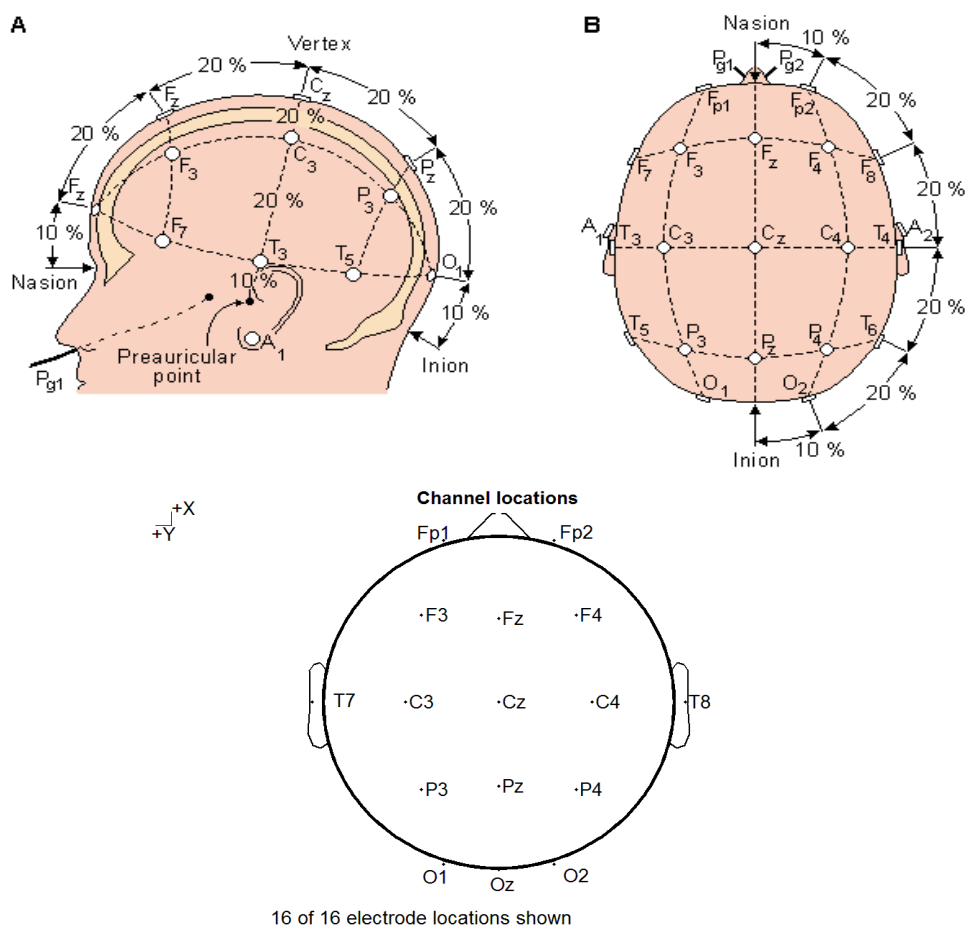 A
Vertex
20 %
20 %
Fz
Cz
20 %
20 %
20 %
C3
F3
Pz
Fz
P3
20 %
20 %
10 %
F7
T3
T5
O1
Nasion
10 %
10 %
A1
Preauricular
point
Inion
Pg1
B
Nasion
10 %
Pg1
Pg2
Fp1
Fp2
20 %
F7
F3
Fz
F4
F8
20 %
A1
T3
C3
Cz
C4
T4
A2
20 %
T5
P3
Pz
P4
T6
O1
O2
20 %
10 %
Inion
Channel locations
+X
+Y
Fp1
Fp2
F3
Fz
F4
T7
C3
Cz
C4
T8
P3
Pz
P4
O1
Oz
O2
16 of 16 electrode locations shown